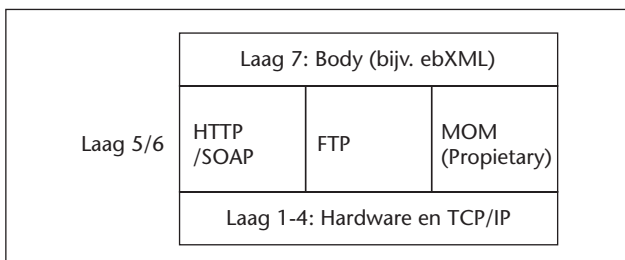 Laag 7: Body (bijv. ebXML)
Laag 5/6
HTTP
/SOAP
FTP
MOM
(Propietary)
Laag 1-4: Hardware en TCP/IP